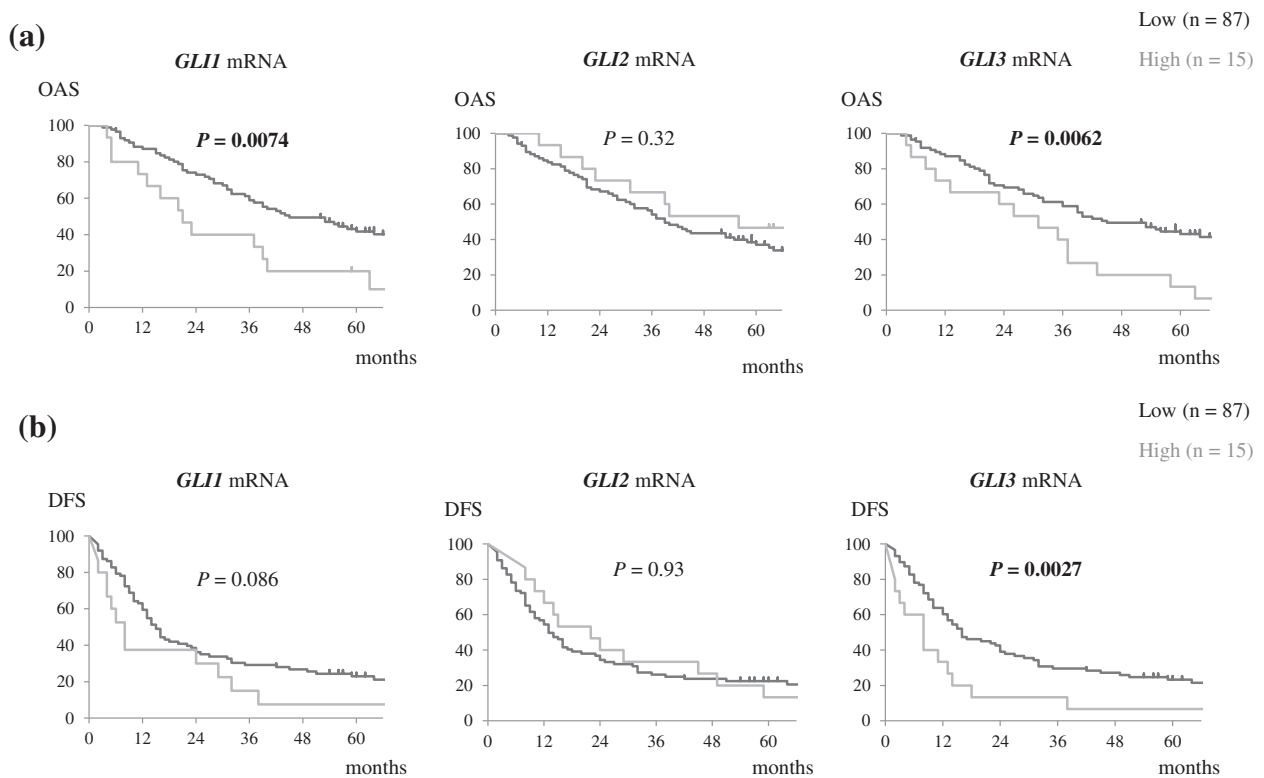 (a)
Low (n = 87)
High (n = 15)
GLI1 mRNA
GLI2 mRNA
GLI3 mRNA
OAS
OAS
OAS
P = 0.0074
P = 0.32
P = 0.0062
100
80
60
40
20
0
0 12 24 36 48 60
months
100
80
60
40
20
0
0 12 24 36 48 60
months
100
80
60
40
20
0
0 12 24 36 48 60
months
(b)
Low (n = 87)
High (n = 15)
GLI1 mRNA
GLI2 mRNA
GLI3 mRNA
DFS
DFS
DFS
P = 0.086
P = 0.93
P = 0.0027
100
80
60
40
20
0
0 12 24 36 48 60
months
100
80
60
40
20
0
0 12 24 36 48 60
months
100
80
60
40
20
0
0 12 24 36 48 60
months